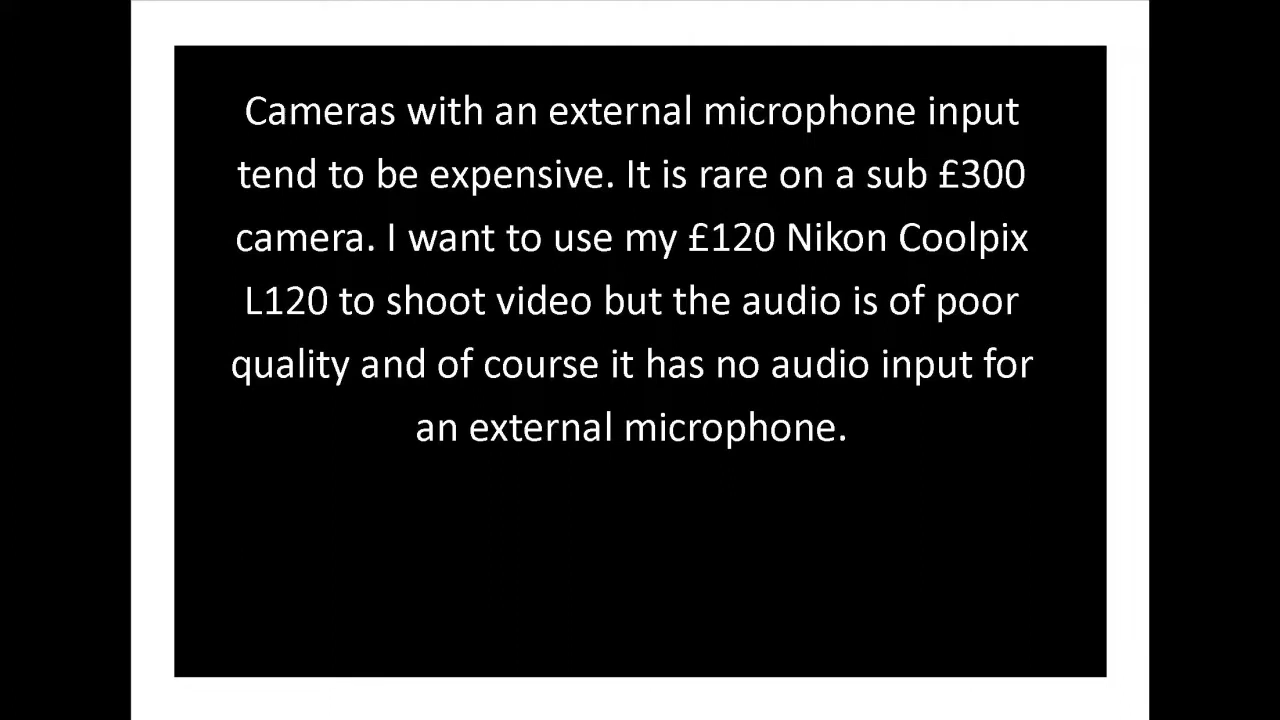 Cameras with an external microphone input
tend to be expensive. It is rare on a sub £300
camera. I want to use my £120 Nikon Coolpix
L120 to shoot video but the audio is of poor
quality and of course it has no audio input for
an external microphone.